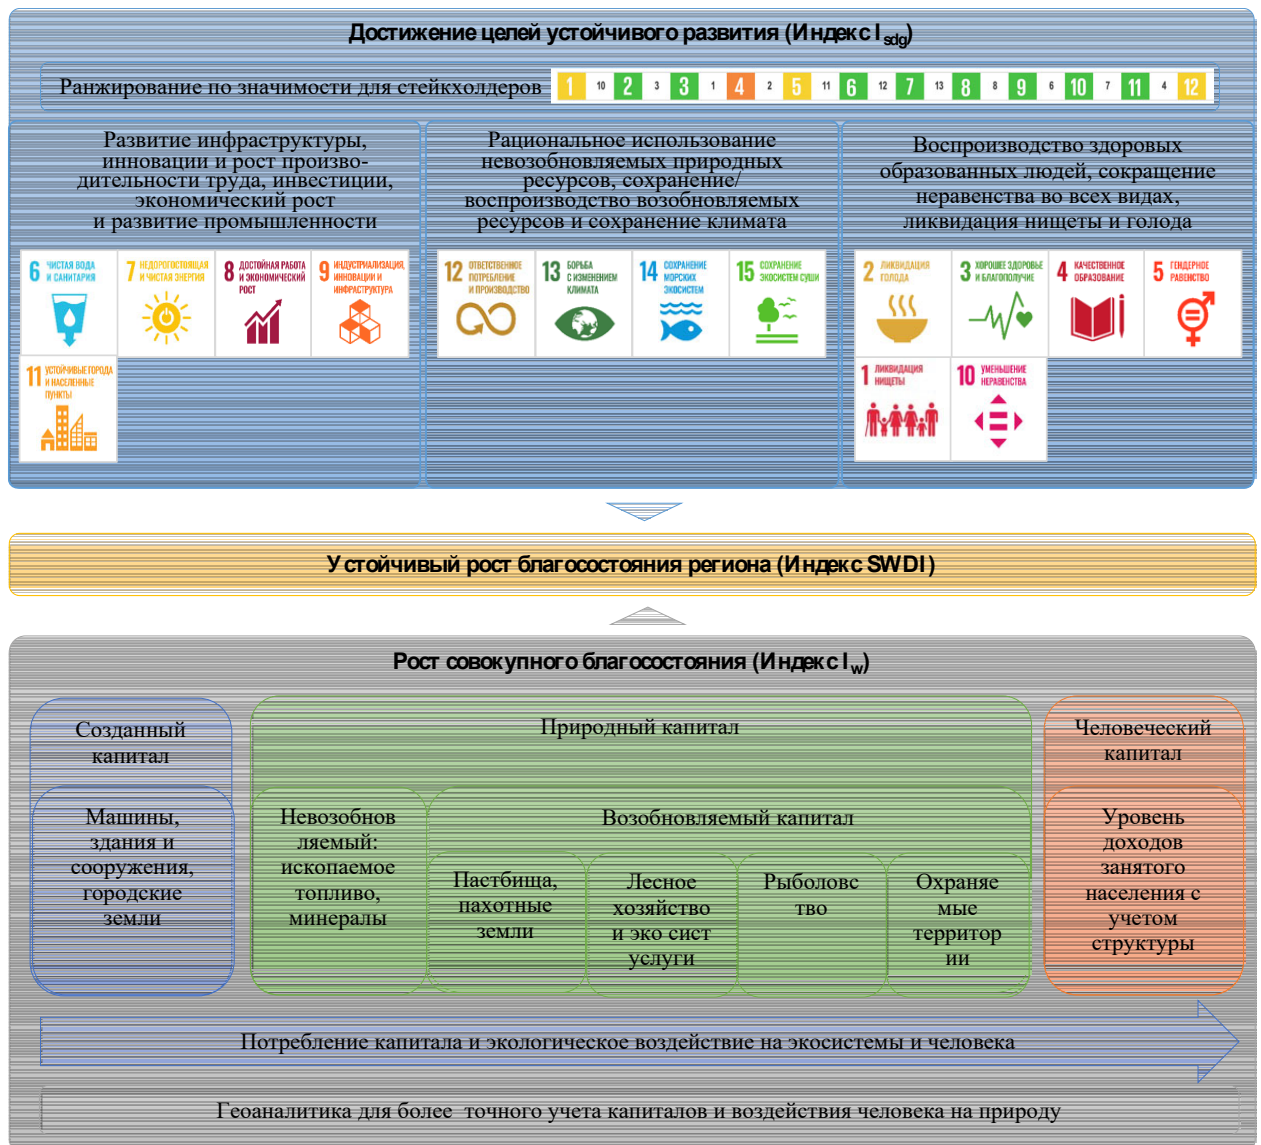 Достижение целей устойчивого развития (Индекс I sdg)
Ранжирование по значимости для стейкхолдеров
1 10 2 3 3 1 4 2 5 11 6 12 7 13 8 8 9 6 10 7 11 4 12
Развитие инфраструктуры,
инновации и рост произво-
дительности труда, инвестиции,
экономический рост
и развитие промышленности
6 ЧИСТАЯ ВОДА
И САНИТАРИЯ
7 НЕДОРОГОСТОЯЩАЯ
И ЧИСТАЯ ЭНЕРГИЯ
8 ДОСТОЙНАЯ РАБОТА
И ЭКОНОМИЧЕСКИЙ
РОСТ
9 ИНДУСТРИАЛИЗАЦИЯ,
ИННОВАЦИИ И
ИНФРАСТРУКТУРА
11 УСТОЙЧИВЫЕ ГОРОДА
И НАСЕЛЕННЫЕ
ПУНКТЫ
Рациональное использование
невозобновляемых природных
ресурсов, сохранение/
воспроизводство возобновляемых
ресурсов и сохранение климата
12 ОТВЕТСТВЕННОЕ
ПОТРЕБЛЕНИЕ
И ПРОИЗВОДСТВО
13 БОРЬБА
С ИЗМЕНЕНИЕМ
КЛИМАТА
14 СОХРАНЕНИЕ
МОРСКИХ
ЭКОСИСТЕМ
15 СОХРАНЕНИЕ
ЭКОСИСТЕМ СУШИ
Воспроизводство здоровых
образованных людей, сокращение
неравенства во всех видах,
ликвидация нищеты и голода
2 ЛИКВИДАЦИЯ
ГОЛОДА
3 ХОРОШЕЕ ЗДОРОВЬЕ
И БЛАГОПОЛУЧИЕ
4 КАЧЕСТВЕННОЕ
ОБРАЗОВАНИЕ
5 ГЕНДЕРНОЕ
РАВЕНСТВО
1 ЛИКВИДАЦИЯ
НИЩЕТЫ
10 УМЕНЬШЕНИЕ
НЕРАВЕНСТВА
Устойчивый рост благосостояния региона (Индекс SWDI)
Рост совокупного благосостояния (Индекс I w)
Созданный
капитал
Машины,
здания и
сооружения,
городские
земли
Природный капитал
Невозобнов
ляемый:
ископаемое
топливо,
минералы
Возобновляемый капитал
Пастбища,
пахотные
земли
Лесное
хозяйство
и эко сист
услуги
Рыболовс
тво
Охраняе
мые
территор
ии
Человеческий
капитал
Уровень
доходов
занятого
населения с
учетом
структуры
Потребление капитала и экологическое воздействие на экосистемы и человека
Геоаналитика для более точного учета капиталов и воздействия человека на природу